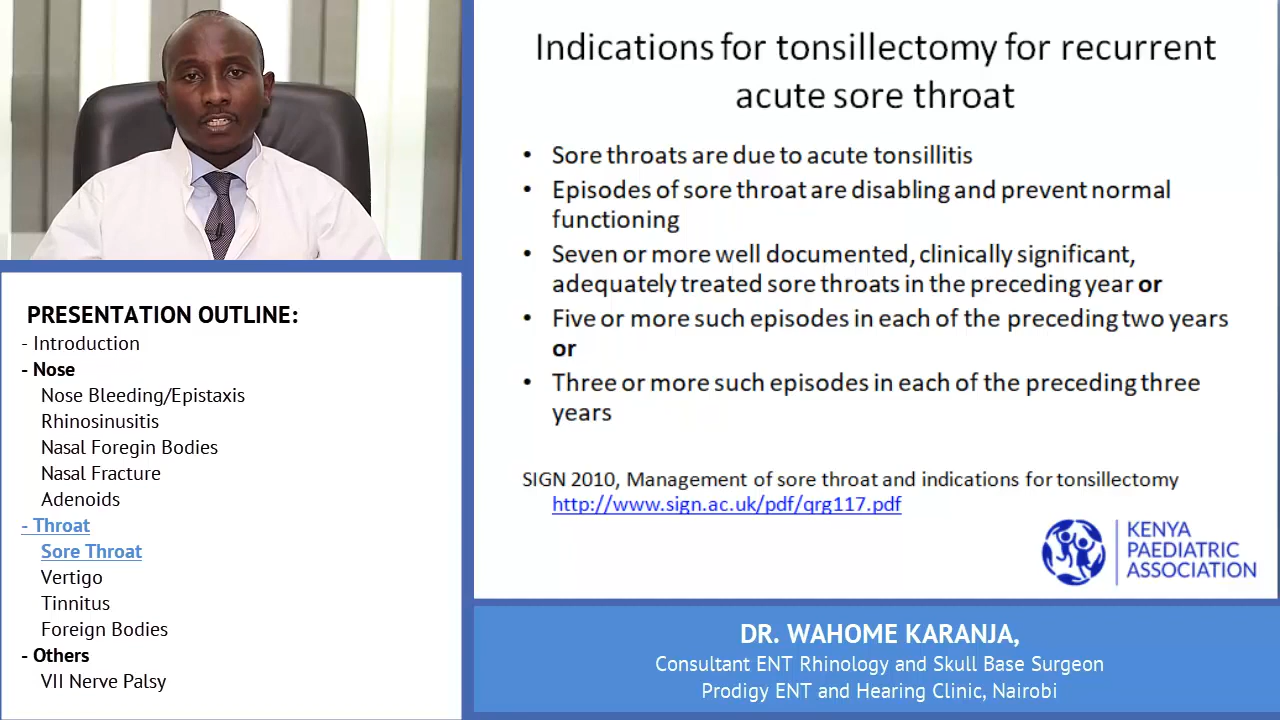 Indications for tonsillectomy for recurrent
acute sore throat
• Sore throats are due to acute tonsillitis
• Episodes of sore throat are disabling and prevent normal
functioning
• Seven or more well documented, clinically significant,
adequately treated sore throats in the preceding year or
• Five or more such episodes in each of the preceding two years
or
• Three or more such episodes in each of the preceding three
years
SIGN 2010, Management of sore throat and indications for tonsillectomy
http://www.sign.ac.uk/pdf/qrg117.pdf
KENYA
PAEDIATRIC
ASSOCIATION
PRESENTATION OUTLINE:
- Introduction
- Nose
Nose Bleeding/Epistaxis
Rhinosinusitis
Nasal Foregin Bodies
Nasal Fracture
Adenoids
- Throat
Sore Throat
Vertigo
Tinnitus
Foreign Bodies
- Others
VII Nerve Palsy
DR. WAHOME KARANJA,
Consultant ENT Rhinology and Skull Base Surgeon
Prodigy ENT and Hearing Clinic, Nairobi